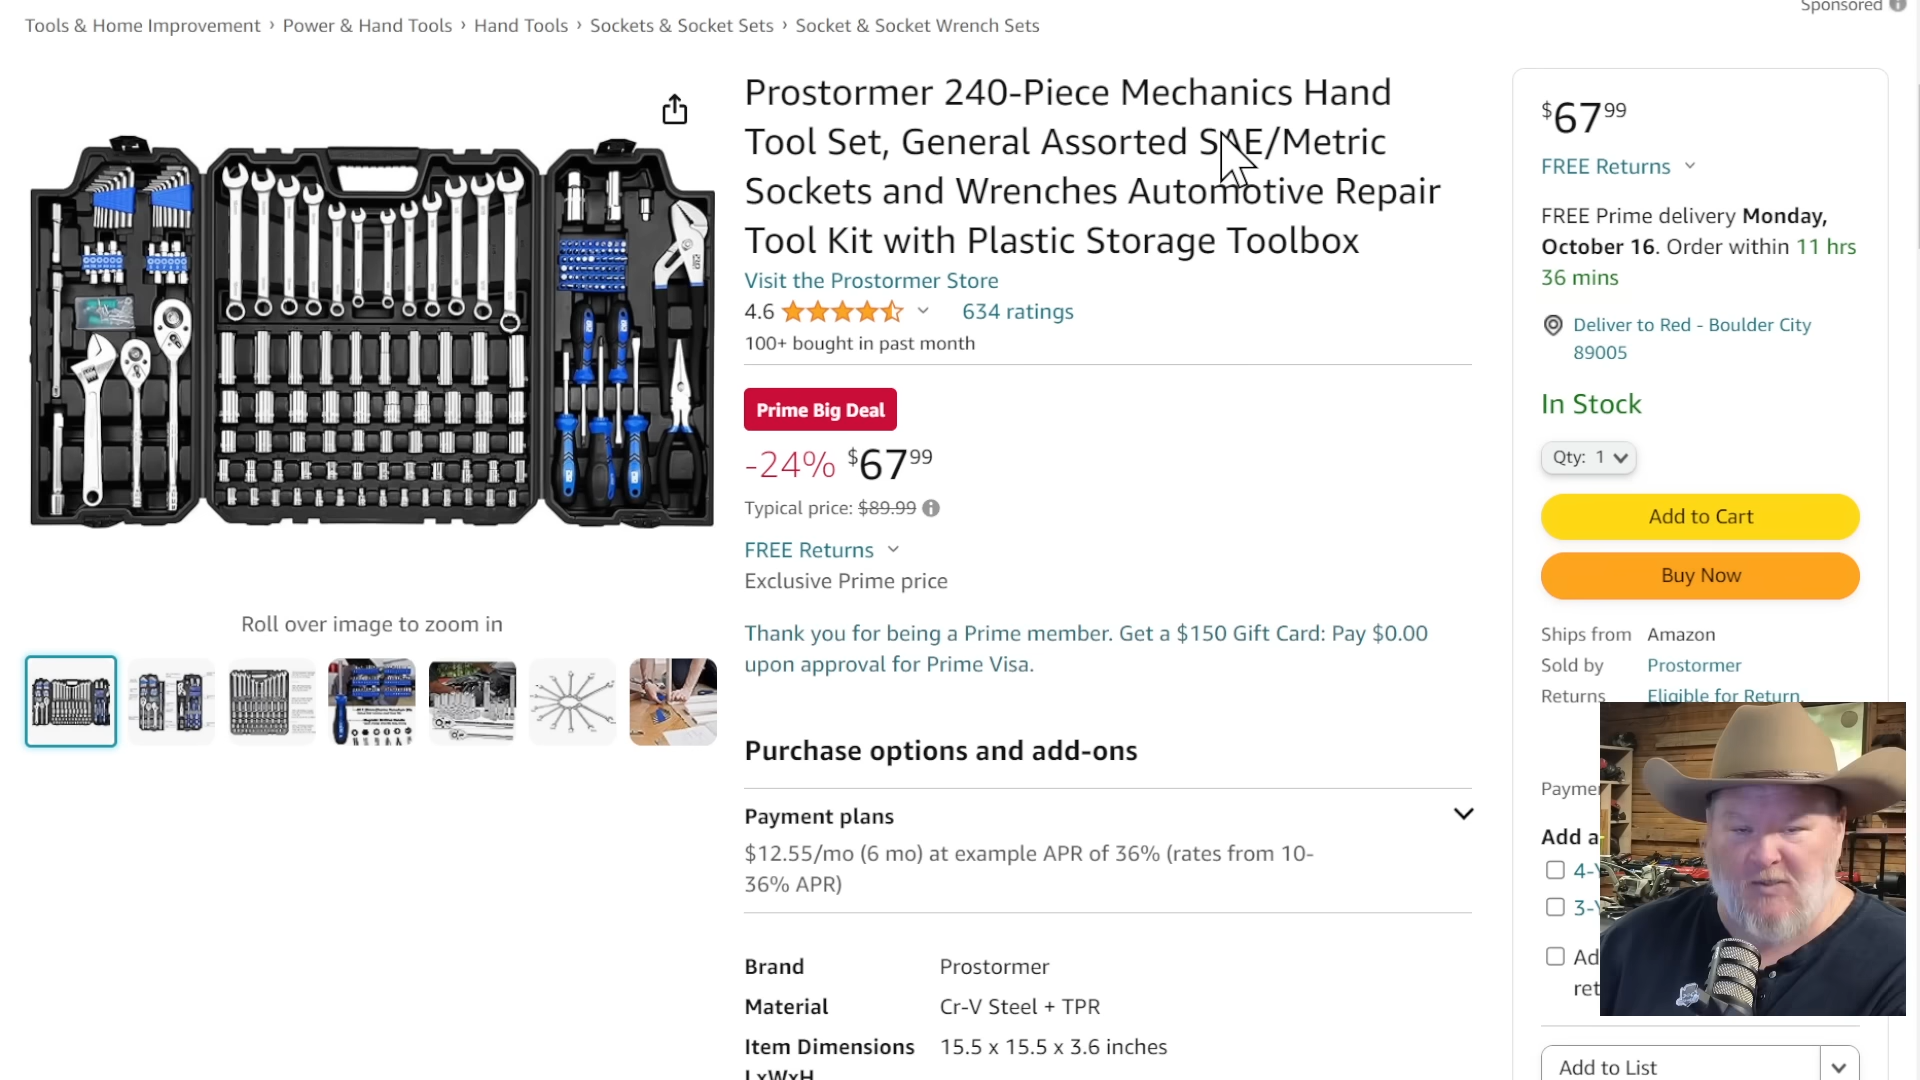 Sponsored
Tools & Home Improvement › Power & Hand Tools › Hand Tools › Sockets & Socket Sets › Socket & Socket Wrench Sets
Prostormer 240-Piece Mechanics Hand
Tool Set, General Assorted SAE/Metric
Sockets and Wrenches Automotive Repair
Tool Kit with Plastic Storage Toolbox
Visit the Prostormer Store
4.6 634 ratings
100+ bought in past month
Prime Big Deal
-24% $67 99
Typical price: $89.99
FREE Returns
Exclusive Prime price
Thank you for being a Prime member. Get a $150 Gift Card: Pay $0.00
upon approval for Prime Visa.
Roll over image to zoom in
Purchase options and add-ons
Payment plans
$12.55/mo (6 mo) at example APR of 36% (rates from 10-
36% APR)
Brand Prostormer
Material Cr-V Steel + TPR
Item Dimensions 15.5 x 15.5 x 3.6 inches
LxWxH
$67 99
FREE Returns
FREE Prime delivery Monday,
October 16. Order within 11 hrs
36 mins
Deliver to Red - Boulder City
89005
In Stock
Qty: 1
Add to Cart
Buy Now
Ships from Amazon
Sold by Prostormer
Returns Eligible for Return,
Payme
Add a
4-Y
3-Y
Ad
ret
Add to List